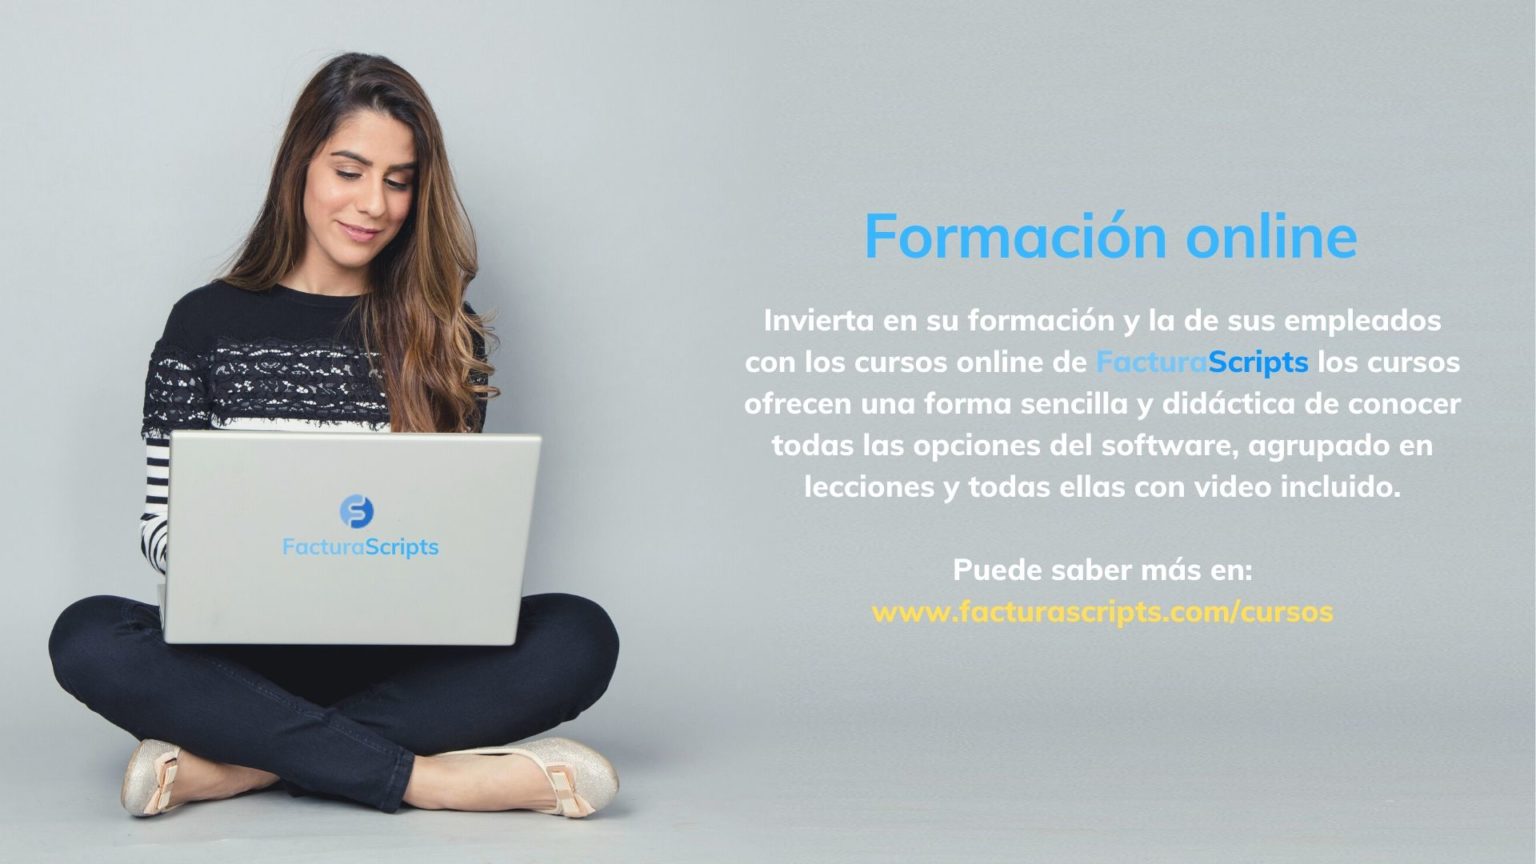 Formación online
Invierta en su formación y la de sus empleados
con los cursos online de FacturaScripts los cursos
ofrecen una forma sencilla y didáctica de conocer
todas las opciones del software, agrupado en
lecciones y todas ellas con video incluido.
Puede saber más en:
www.facturascripts.com/cursos
FacturaScripts